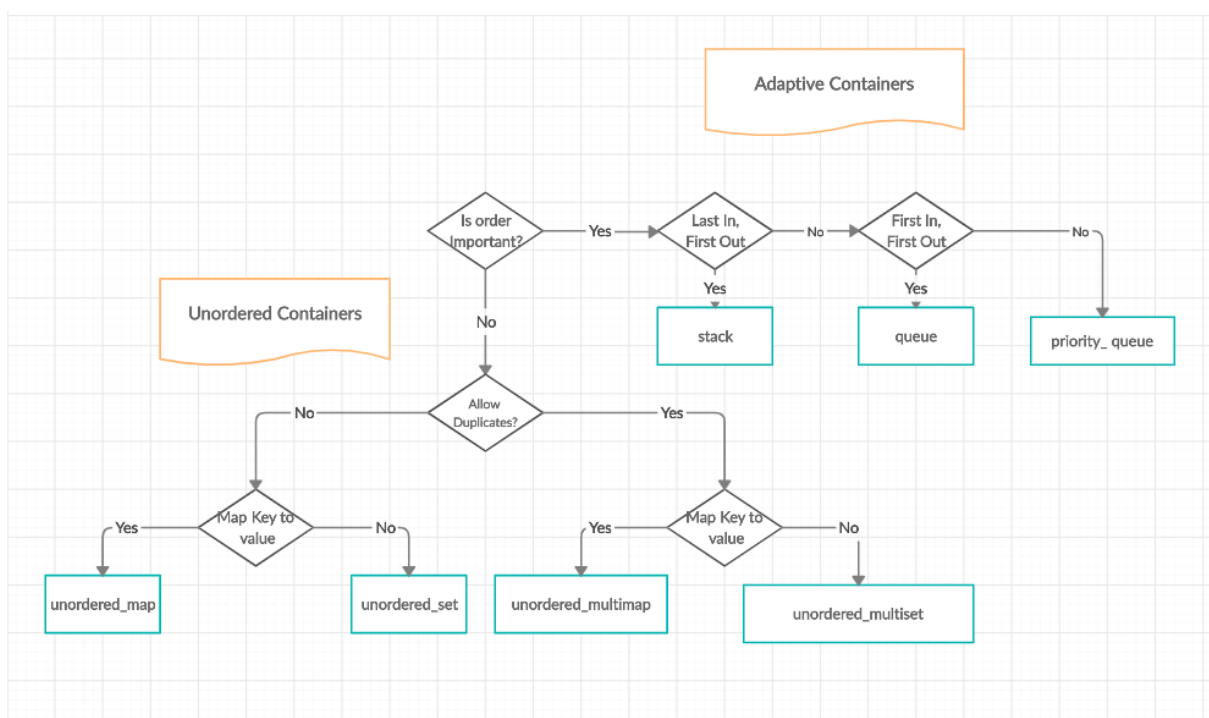 Adaptive Containers
Is order
Important?
Yes
Last In,
First Out
No
First In,
First Out
No
Yes
Yes
stack
queue
priority_ queue
Unordered Containers
No
Allow
Duplicates?
No
Yes
Map Key to
value
Yes
No
Map Key to
value
Yes
No
unordered_map
unordered_set
unordered_multimap
unordered_multiset